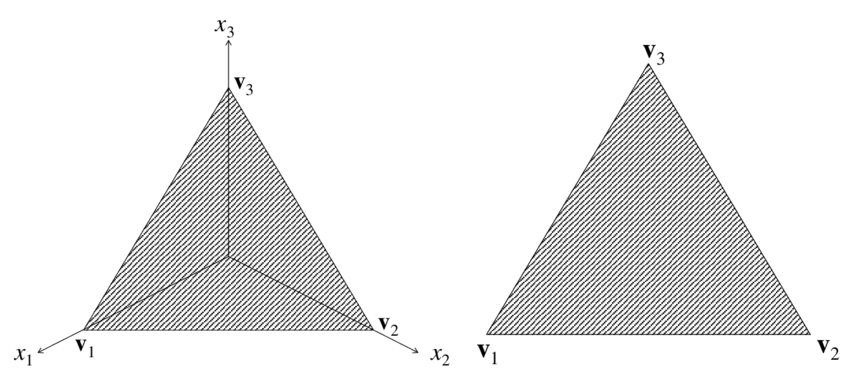 x₃
v₃
v₃
v₂
x₁
v₁
x₂
v₁
v₂